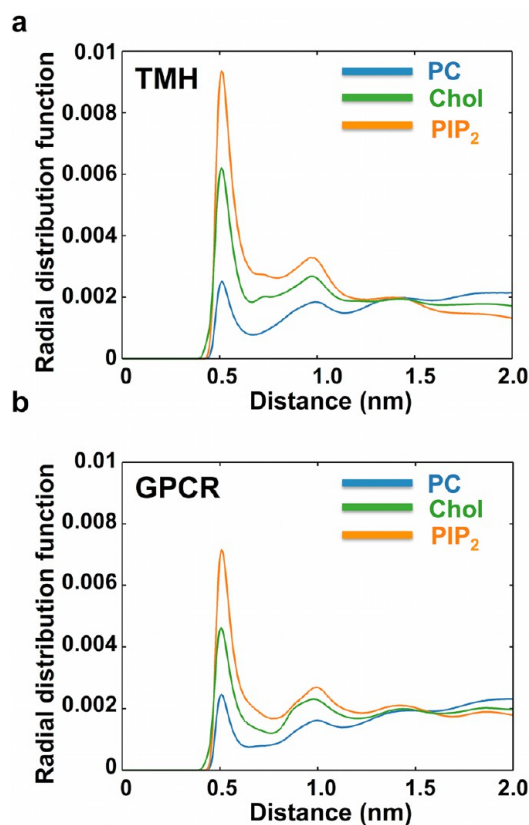 a
TMH
PC
Chol
PIP₂
Radial distribution function
0.01
0.008
0.006
0.004
0.002
0
0 0.5 1.0 1.5 2.0
Distance (nm)
b
GPCR
PC
Chol
PIP₂
Radial distribution function
0.01
0.008
0.006
0.004
0.002
0
0 0.5 1.0 1.5 2.0
Distance (nm)